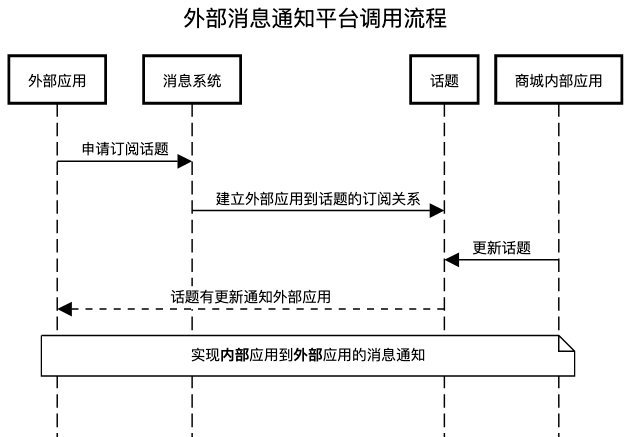 外部消息通知平台调用流程
外部应用
消息系统
话题
商城内部应用
申请订阅话题
建立外部应用到话题的订阅关系
更新话题
话题有更新通知外部应用
实现内部应用到外部应用的消息通知